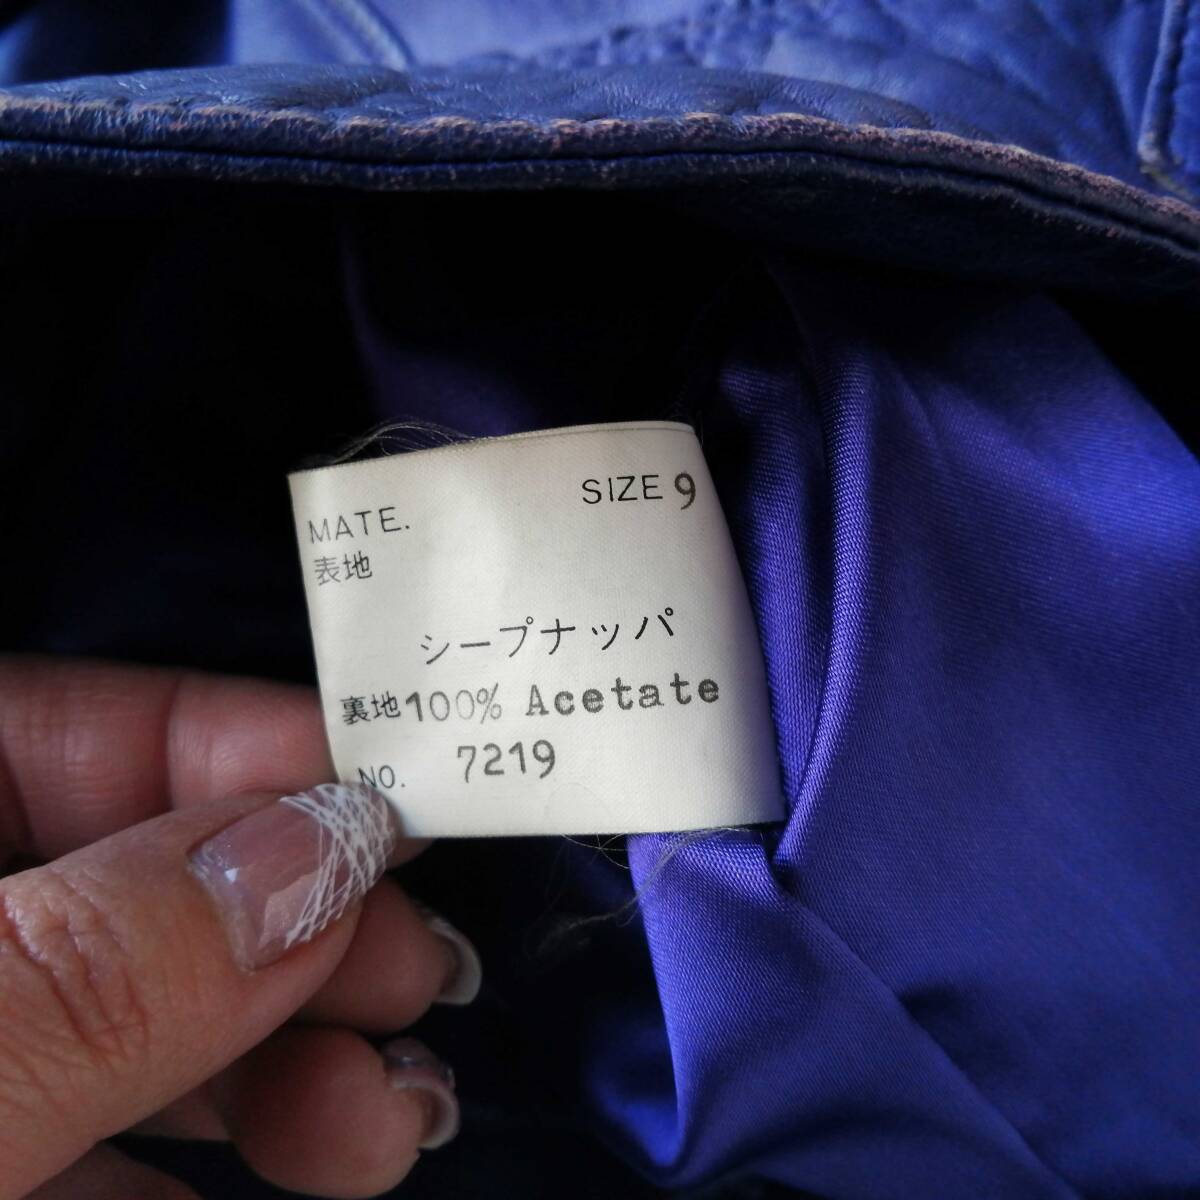 SIZE 9
MATE.
表地
シープナッパ
裏地100% Acetate
NO. 7219